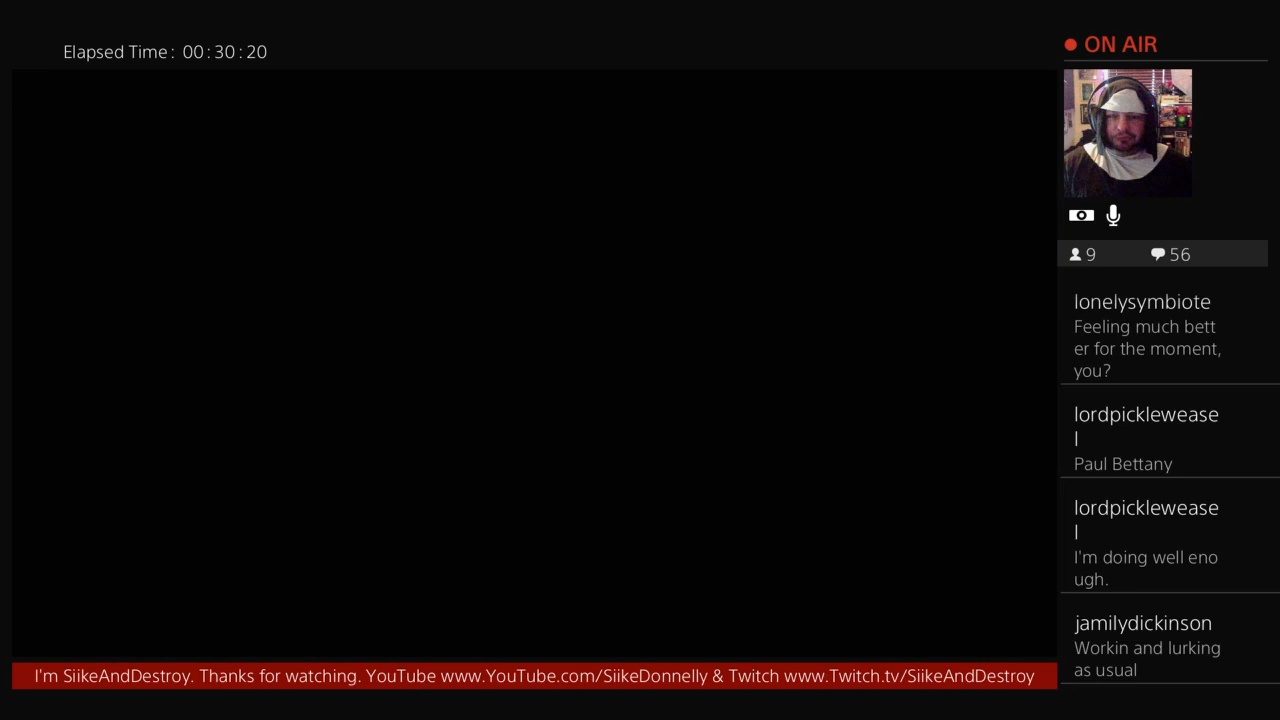 Elapsed Time: 00:30:20
ON AIR
9 56
lonelysymbiote
Feeling much bett
er for the moment,
you?
lordpicklewease
l
Paul Bettany
lordpicklewease
l
I'm doing well eno
ugh.
jamilydickinson
Workin and lurking
as usual
I'm SiikeAndDestroy. Thanks for watching. YouTube www.YouTube.com/SiikeDonnelly & Twitch www.Twitch.tv/SiikeAndDestroy